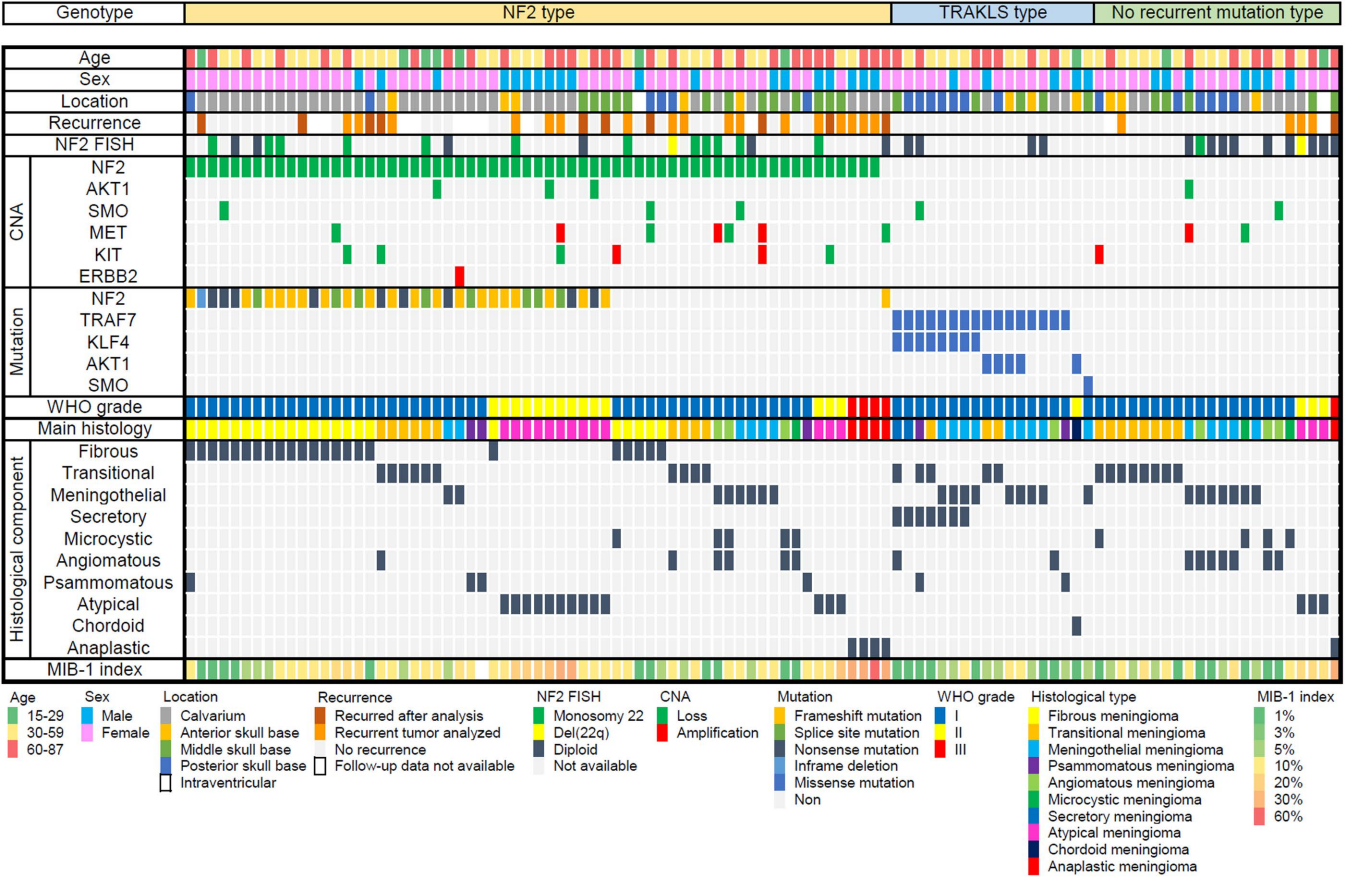 Genotype NF2 type TRAKLS type No recurrent mutation type
Age
Sex
Location
Recurrence
NF2 FISH
CNA
NF2
AKT1
SMO
MET
KIT
ERBB2
Mutation
NF2
TRAF7
KLF4
AKT1
SMO
WHO grade
Main histology
Histological component
Fibrous
Transitional
Meningothelial
Secretory
Microcystic
Angiomatous
Psammomatous
Atypical
Chordoid
Anaplastic
MIB-1 index
Age
15-29
30-59
60-87
Sex
Male
Female
Location
Calvarium
Anterior skull base
Middle skull base
Posterior skull base
Intraventricular
Recurrence
Recurred after analysis
Recurrent tumor analyzed
No recurrence
Follow-up data not available
NF2 FISH
Monosomy 22
Del(22q)
Diploid
Not available
CNA
Loss
Amplification
Mutation
Frameshift mutation
Splice site mutation
Nonsense mutation
Inframe deletion
Missense mutation
Non
WHO grade
I
II
III
Histological type
Fibrous meningioma
Transitional meningioma
Meningothelial meningioma
Psammomatous meningioma
Angiomatous meningioma
Microcystic meningioma
Secretory meningioma
Atypical meningioma
Chordoid meningioma
Anaplastic meningioma
MIB-1 index
1%
3%
5%
10%
20%
30%
60%